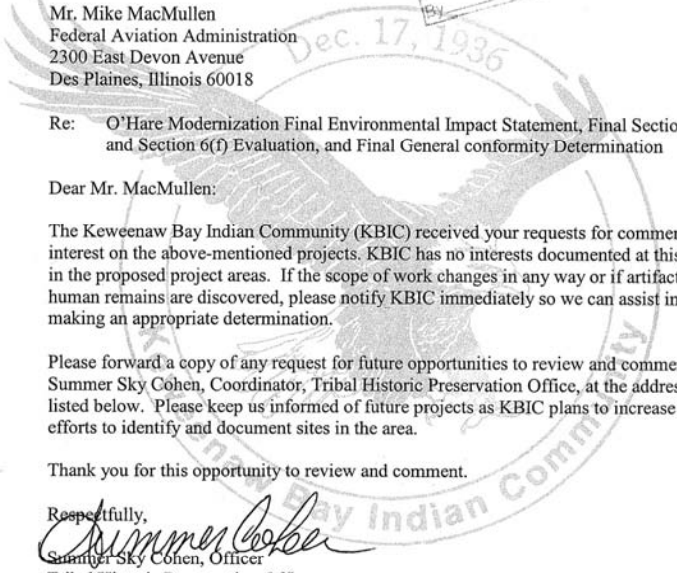 By
Mr. Mike MacMullen
Federal Aviation Administration
2300 East Devon Avenue
Des Plaines, Illinois 60018
Dec. 17, 1936
Re: O'Hare Modernization Final Environmental Impact Statement, Final Sectio
and Section 6(f) Evaluation, and Final General conformity Determination
Dear Mr. MacMullen:
The Keweenaw Bay Indian Community (KBIC) received your requests for commen
interest on the above-mentioned projects. KBIC has no interests documented at this
in the proposed project areas. If the scope of work changes in any way or if artifact
human remains are discovered, please notify KBIC immediately so we can assist in
making an appropriate determination.
Please forward a copy of any request for future opportunities to review and comme
Summer Sky Cohen, Coordinator, Tribal Historic Preservation Office, at the addres
listed below. Please keep us informed of future projects as KBIC plans to increase
efforts to identify and document sites in the area.
Thank you for this opportunity to review and comment.
Respectfully,
Summer Cohen
Summer Sky Cohen, Officer
Keweenaw Bay Indian Community